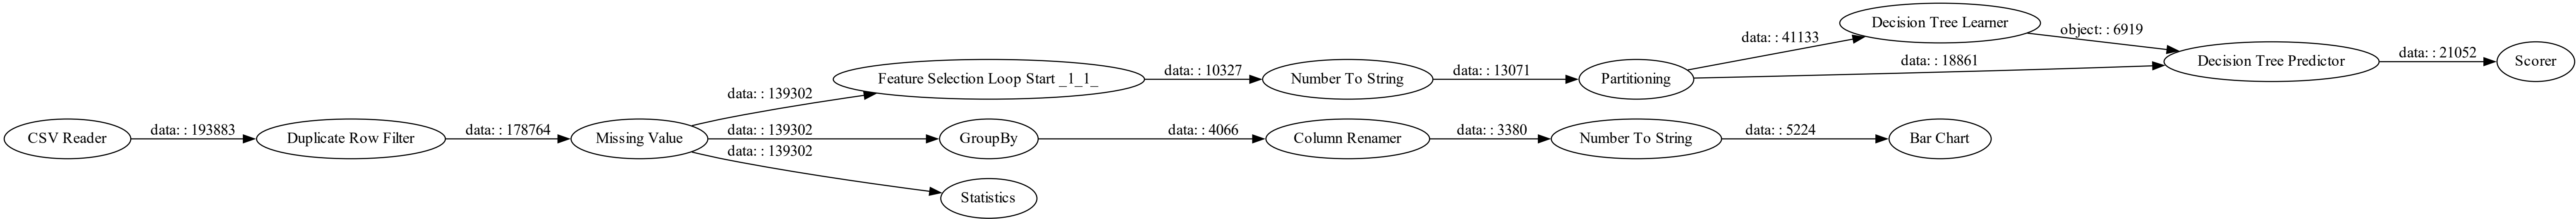 Decision Tree Learner
data: : 41133
object: : 6919
data: : 18861
Decision Tree Predictor
data: : 21052
Scorer
Feature Selection Loop Start _1_1_
data: : 10327
Number To String
data: : 13071
Partitioning
data: : 139302
CSV Reader
data: : 193883
Duplicate Row Filter
data: : 178764
Missing Value
data: : 139302
GroupBy
data: : 4066
Column Renamer
data: : 3380
Number To String
data: : 5224
Bar Chart
data: : 139302
Statistics